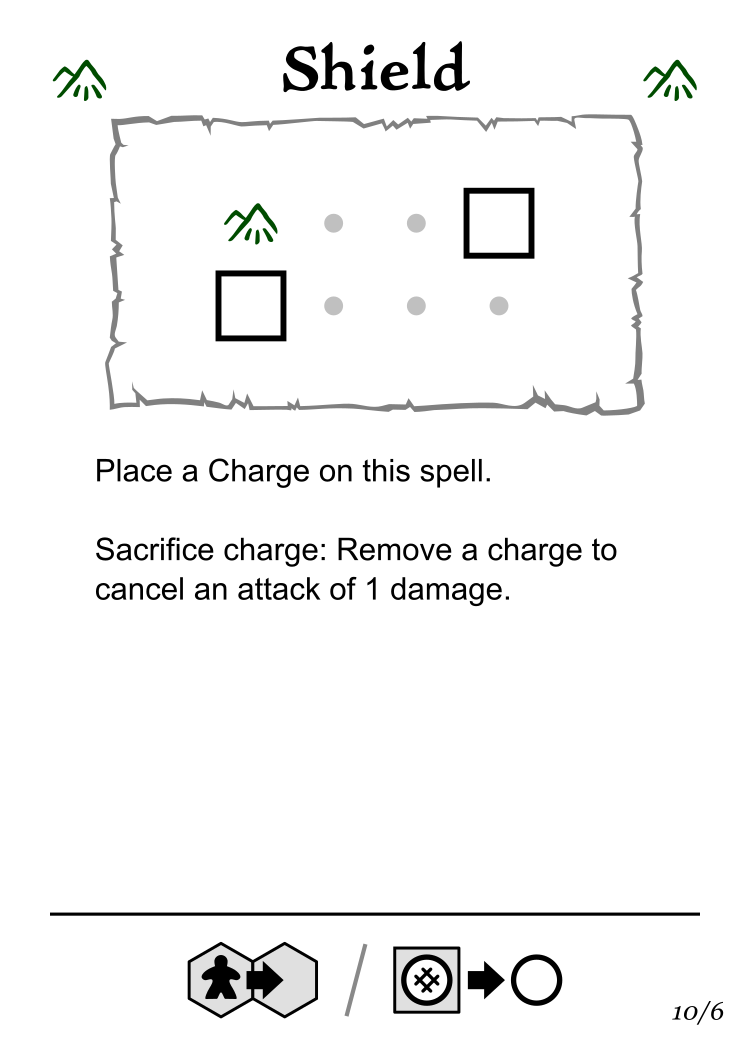 Shield
Place a Charge on this spell.
Sacrifice charge: Remove a charge to
cancel an attack of 1 damage.
10/6